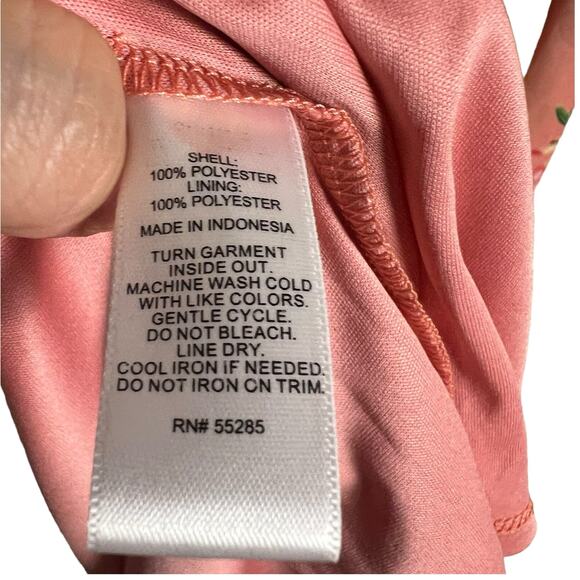 SHELL:
100% POLYESTER
LINING:
100% POLYESTER
MADE IN INDONESIA
TURN GARMENT
INSIDE OUT.
MACHINE WASH COLD
WITH LIKE COLORS.
GENTLE CYCLE.
DO NOT BLEACH.
LINE DRY.
COOL IRON IF NEEDED.
DO NOT IRON ON TRIM.
RN# 55285